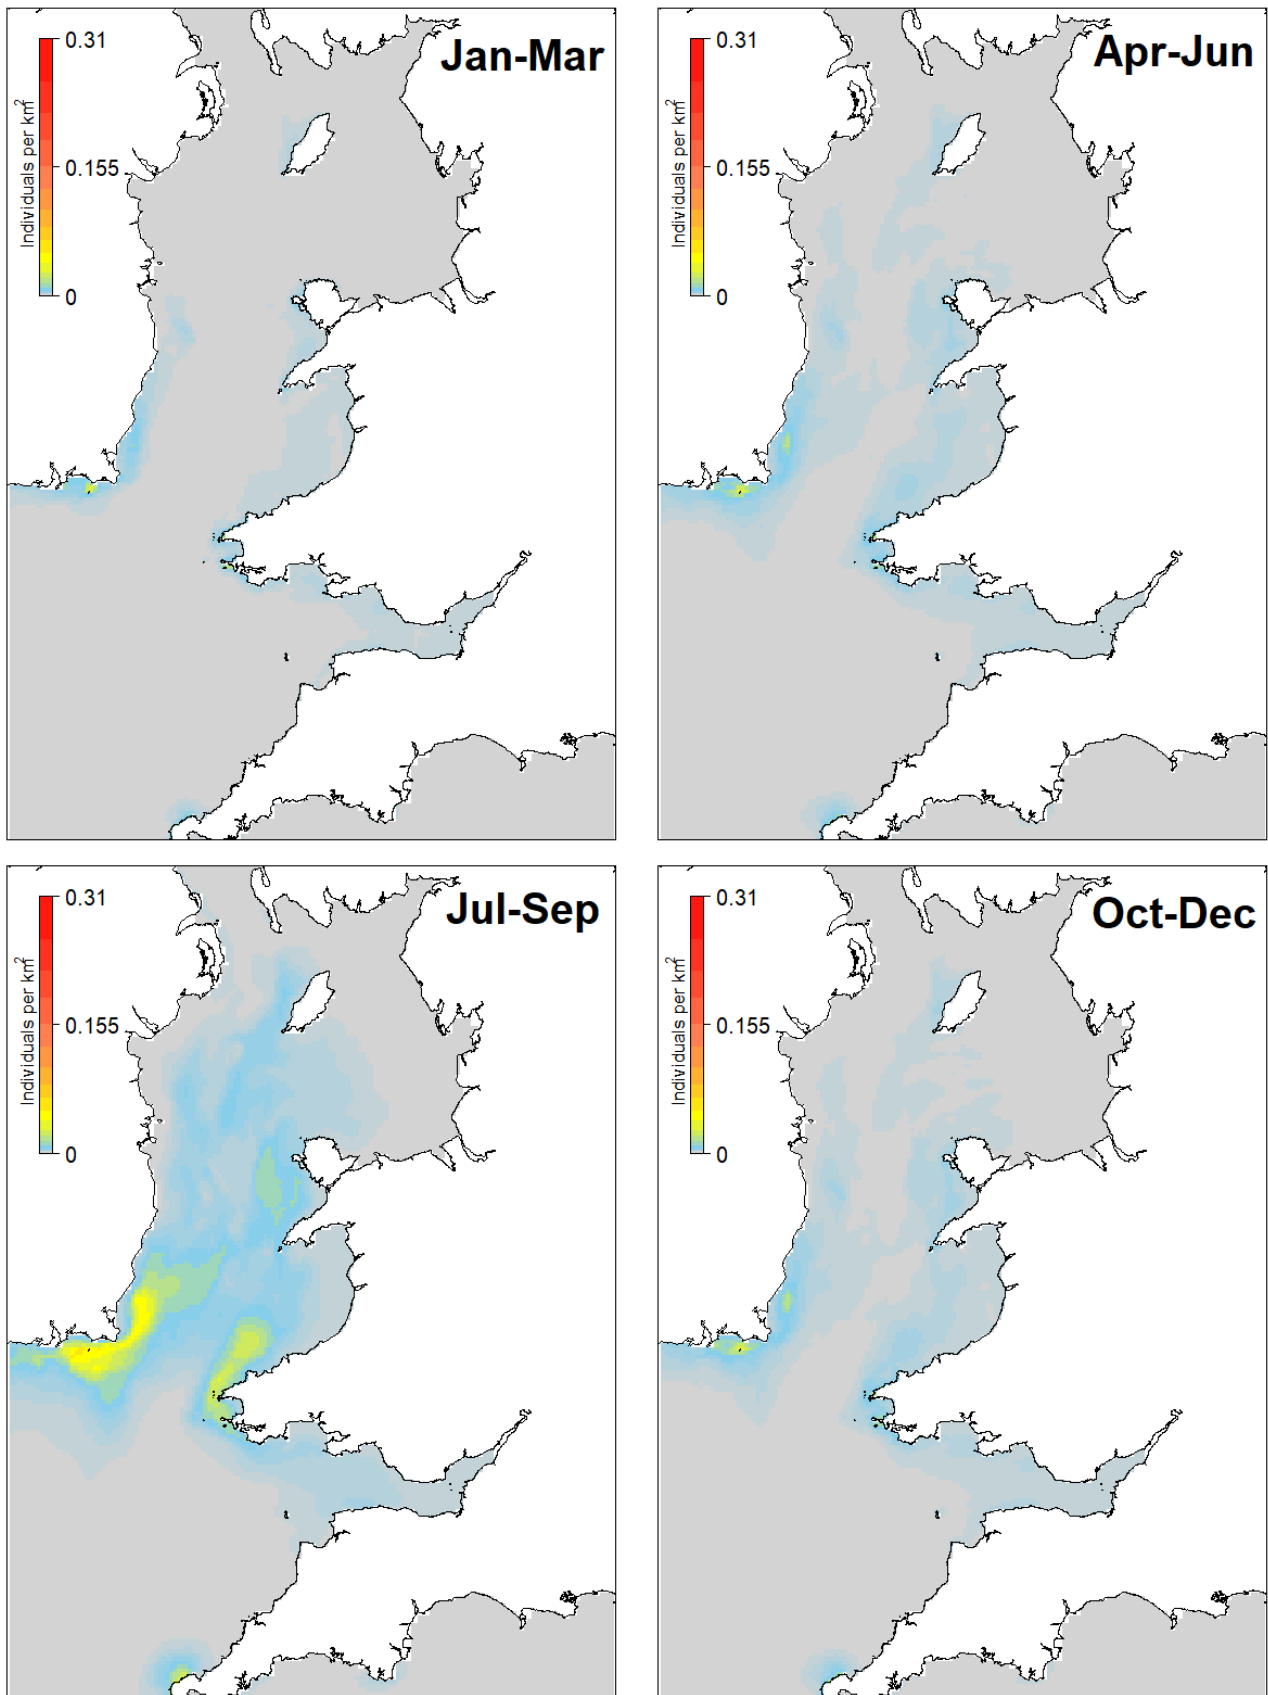 Jan-Mar
0.31
0.155
0
Individuals per km²
Apr-Jun
0.31
0.155
0
Individuals per km²
Jul-Sep
0.31
0.155
0
Individuals per km²
Oct-Dec
0.31
0.155
0
Individuals per km²